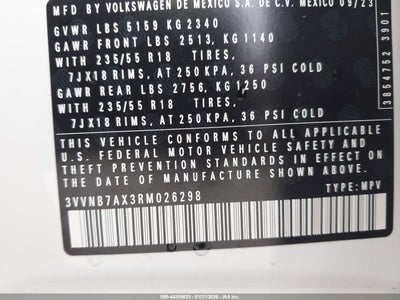 MFD BY VOLKSWAGEN DE MEXICO S.A. DE C.V. MEXICO 09/23
GVWR LBS 5159 KG 2340
GAWR FRONT LBS 2513, KG 1140
WITH 235/55 R18 TIRES,
7JX18 RIMS, AT 250 KPA, 36 PSI COLD
GAWR REAR LBS 2756, KG 1250
WITH 235/55 R18 TIRES,
7JX18 RIMS, AT 250 KPA, 36 PSI COLD
THIS VEHICLE CONFORMS TO ALL APPLICABLE
U.S. FEDERAL MOTOR VEHICLE SAFETY AND
THEFT PREVENTION STANDARDS IN EFFECT ON THE
DATE OF MANUFACTURE SHOWN ABOVE.
3VVNB7AX3RM026298 TYPE: MPV
3854752 3901
000-44200633 - 01/21/2026 - IAA Inc.